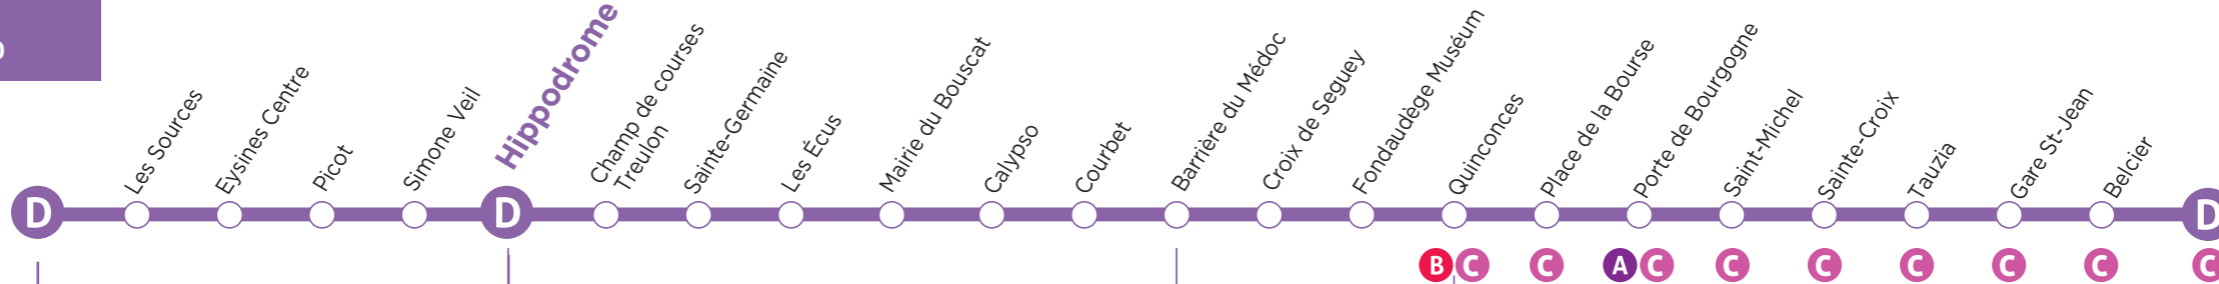 Les Sources
Eysines Centre
Picot
Simone Veil
Hippodrome
Champ de courses
Treulon
Sainte-Germaine
Les Écus
Mairie du Bouscat
Calypso
Courbet
Barrière du Médoc
Croix de Seguey
Fondaudège Muséum
Quinconces
Place de la Bourse
Porte de Bourgogne
Saint-Michel
Sainte-Croix
Tauzia
Gare St-Jean
Belcier
D D D
B C C A C C C C C C C